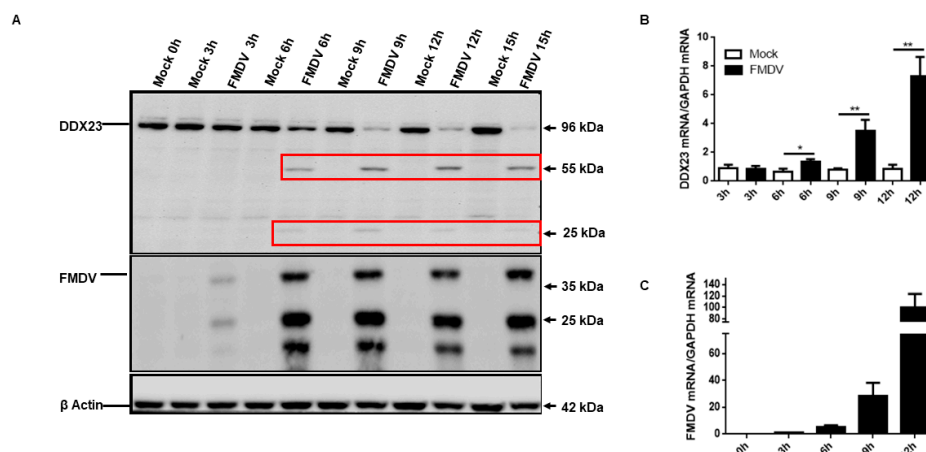 A
Mock 0h
Mock 3h
FMDV 3h
Mock 6h
FMDV 6h
Mock 9h
FMDV 9h
Mock 12h
FMDV 12h
Mock 15h
FMDV 15h
DDX23
96 kDa
55 kDa
25 kDa
FMDV
35 kDa
25 kDa
β Actin
42 kDa
B
DDX23 mRNA/GAPDH mRNA
10
8
6
4
2
0
Mock
FMDV
*
**
**
3h
3h
6h
6h
9h
9h
12h
12h
C
FMDV mRNA/GAPDH mRNA
140
120
100
80
60
40
20
0
0h
3h
6h
9h
2h